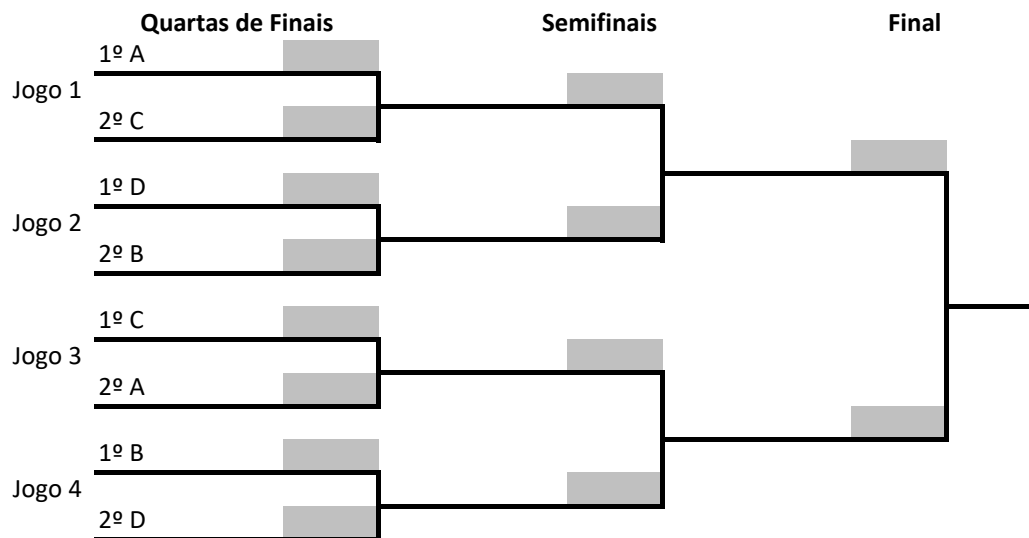 Quartas de Finais Semifinais Final
1º A
Jogo 1
2º C
1º D
Jogo 2
2º B
1º C
Jogo 3
2º A
1º B
Jogo 4
2º D